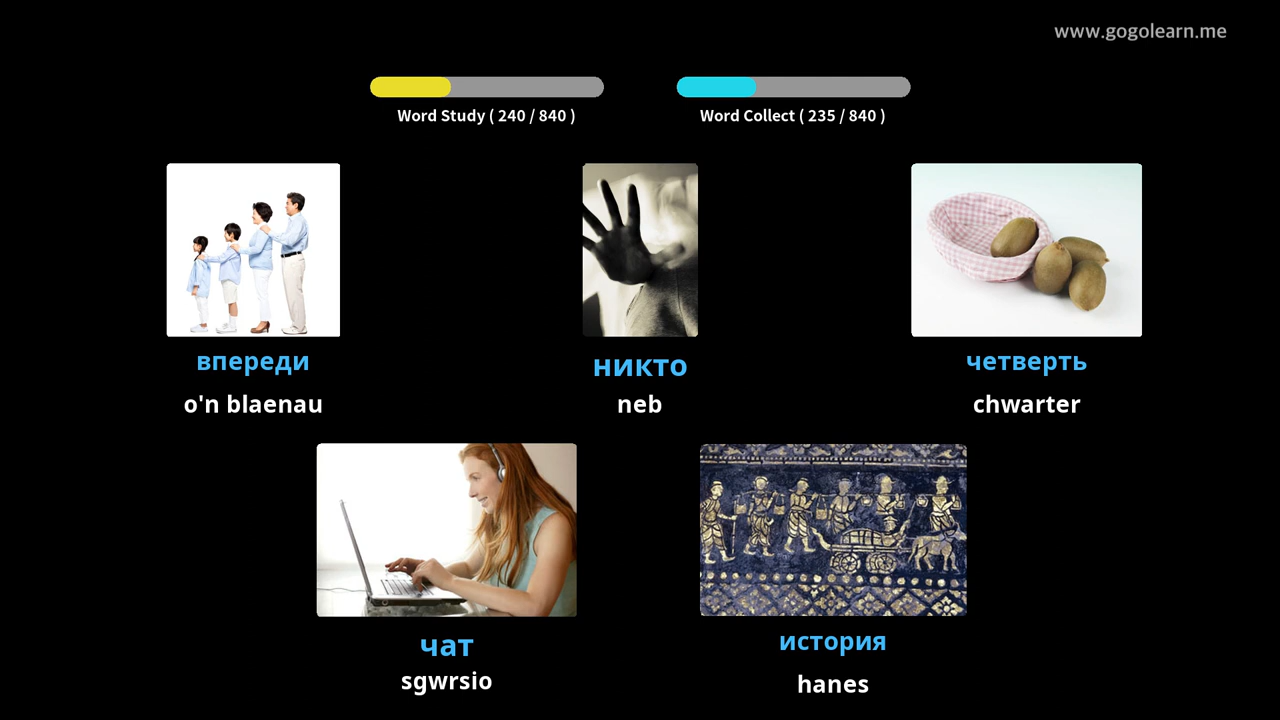 www.gogolearn.me
Word Study ( 240 / 840 )
Word Collect ( 235 / 840 )
впереди
никто
четверть
o'n blaenau
neb
chwarter
чат
история
sgwrsio
hanes